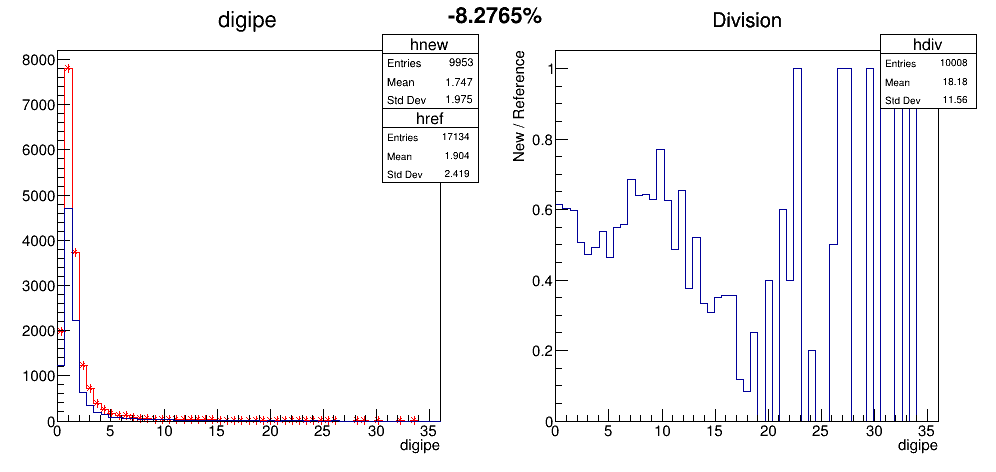 -8.2765%
digipe
hnew
Entries 9953
Mean 1.747
Std Dev 1.975
href
Entries 17134
Mean 1.904
Std Dev 2.419
8000
7000
6000
5000
4000
3000
2000
1000
0
0 5 10 15 20 25 30 35
digipe
Division
hdiv
Entries 10008
Mean 18.18
Std Dev 11.56
New / Reference
1
0.8
0.6
0.4
0.2
0
0 5 10 15 20 25 30 35
digipe